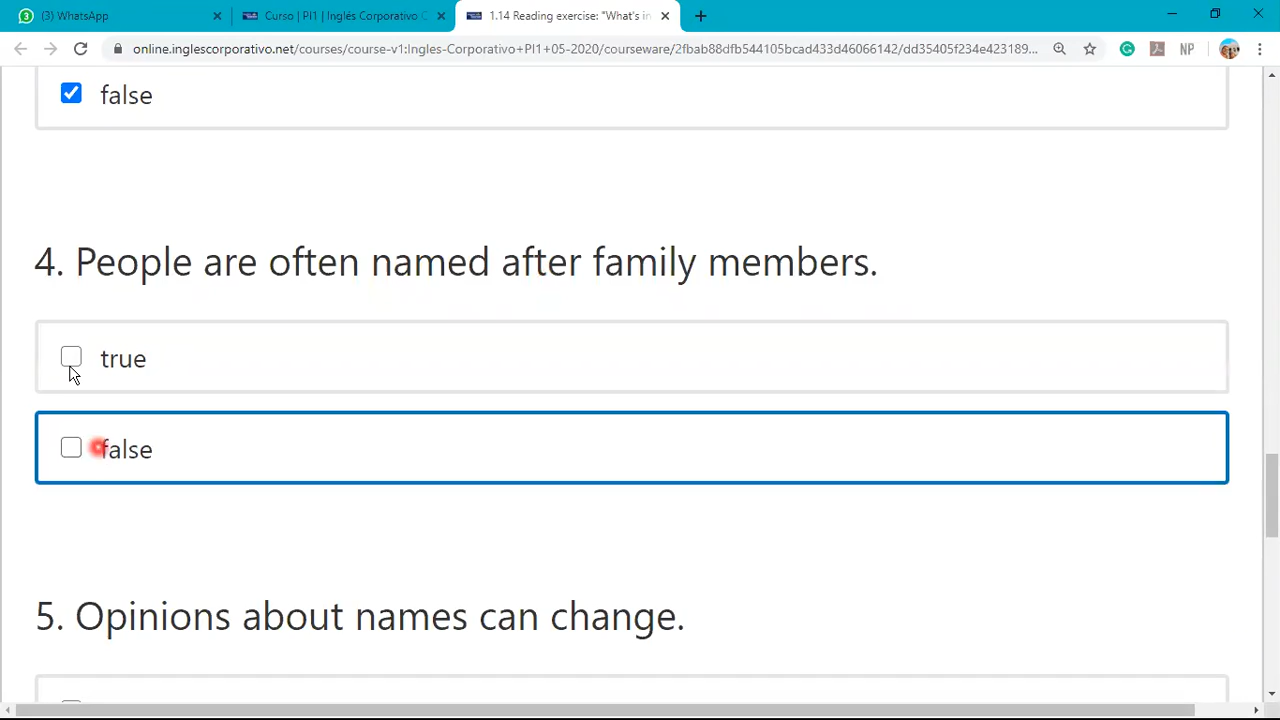 (3) WhatsApp
Curso | PI1 | Inglés Corporativo C
1.14 Reading exercise: "What's in
online.inglescorporativo.net/courses/course-v1:Ingles-Corporativo+PI1+05-2020/courseware/2fbab88dfb544105bcad433d46066142/dd35405f234e423189...
NP
false
4. People are often named after family members.
true
false
5. Opinions about names can change.